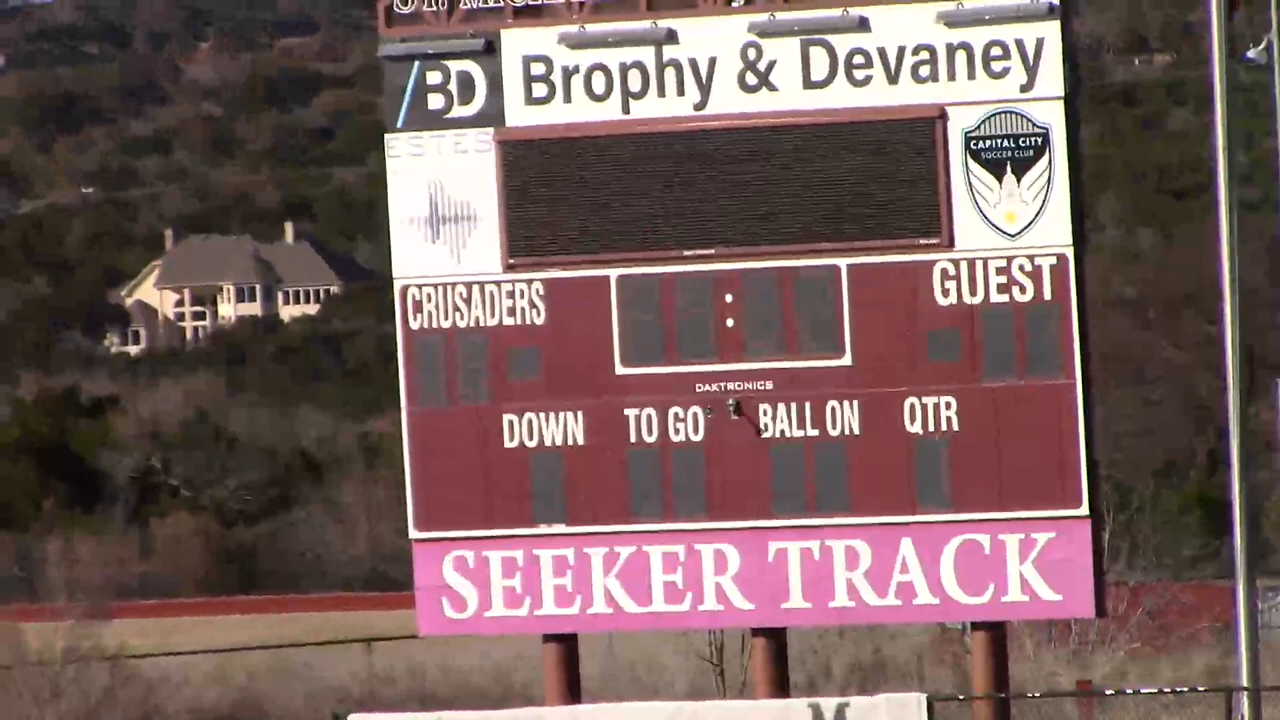 Brophy & Devaney
BD
ESTES
CAPITAL CITY
SOCCER CLUB
CRUSADERS
:
GUEST
DAKTRONICS
DOWN TO GO BALL ON QTR
SEEKER TRACK
M